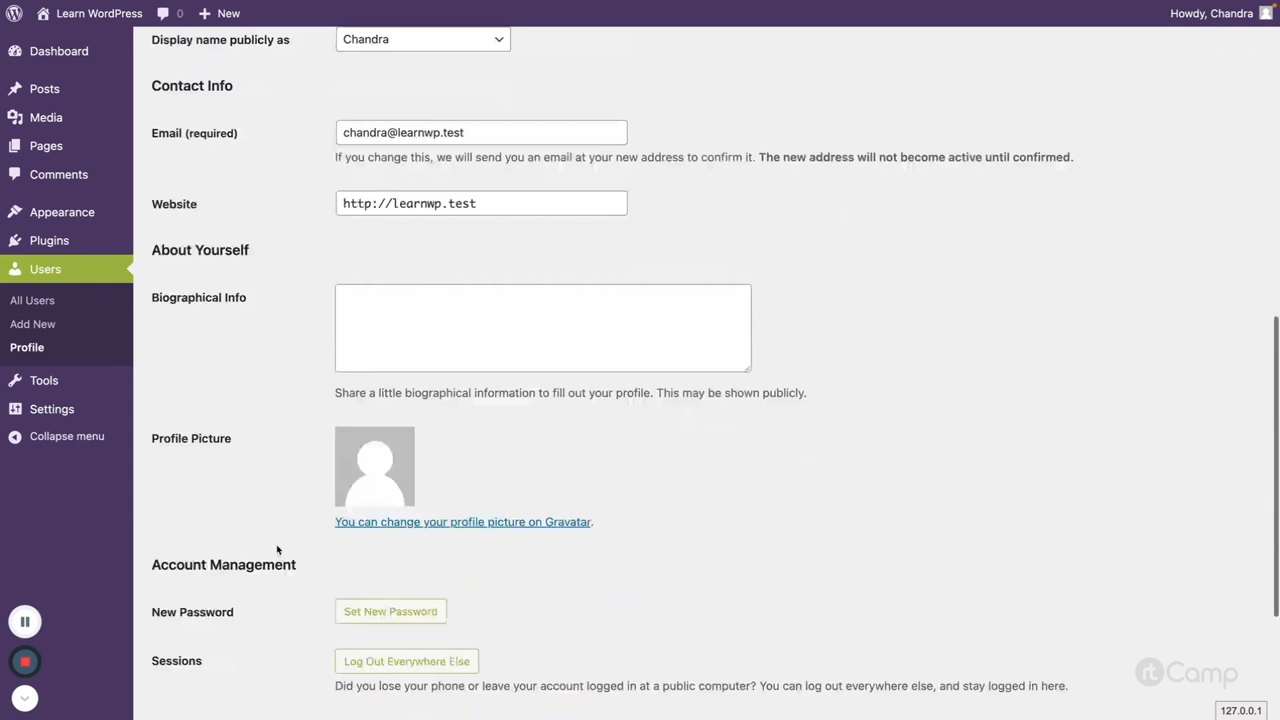 Learn WordPress
0
New
Howdy, Chandra
Dashboard
Posts
Media
Pages
Comments
Appearance
Plugins
Users
All Users
Add New
Profile
Tools
Settings
Collapse menu
Display name publicly as
Chandra
Contact Info
Email (required)
chandra@learnwp.test
If you change this, we will send you an email at your new address to confirm it. The new address will not become active until confirmed.
Website
http://learnwp.test
About Yourself
Biographical Info
Share a little biographical information to fill out your profile. This may be shown publicly.
Profile Picture
You can change your profile picture on Gravatar.
Account Management
New Password
Set New Password
Sessions
Log Out Everywhere Else
Did you lose your phone or leave your account logged in at a public computer? You can log out everywhere else, and stay logged in here.
rtCamp
127.0.0.1